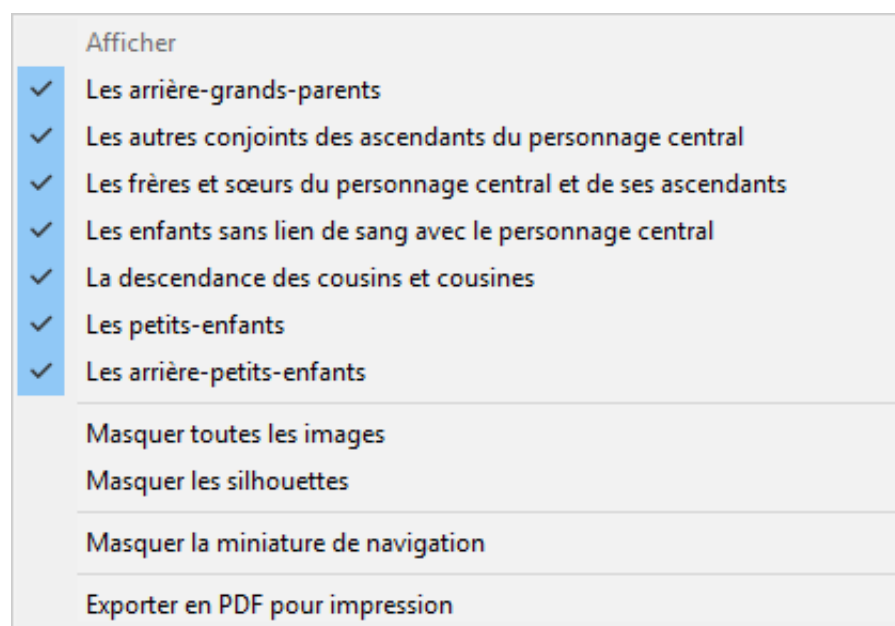 Afficher
Les arrière-grands-parents
Les autres conjoints des ascendants du personnage central
Les frères et sœurs du personnage central et de ses ascendants
Les enfants sans lien de sang avec le personnage central
La descendance des cousins et cousines
Les petits-enfants
Les arrière-petits-enfants
Masquer toutes les images
Masquer les silhouettes
Masquer la miniature de navigation
Exporter en PDF pour impression